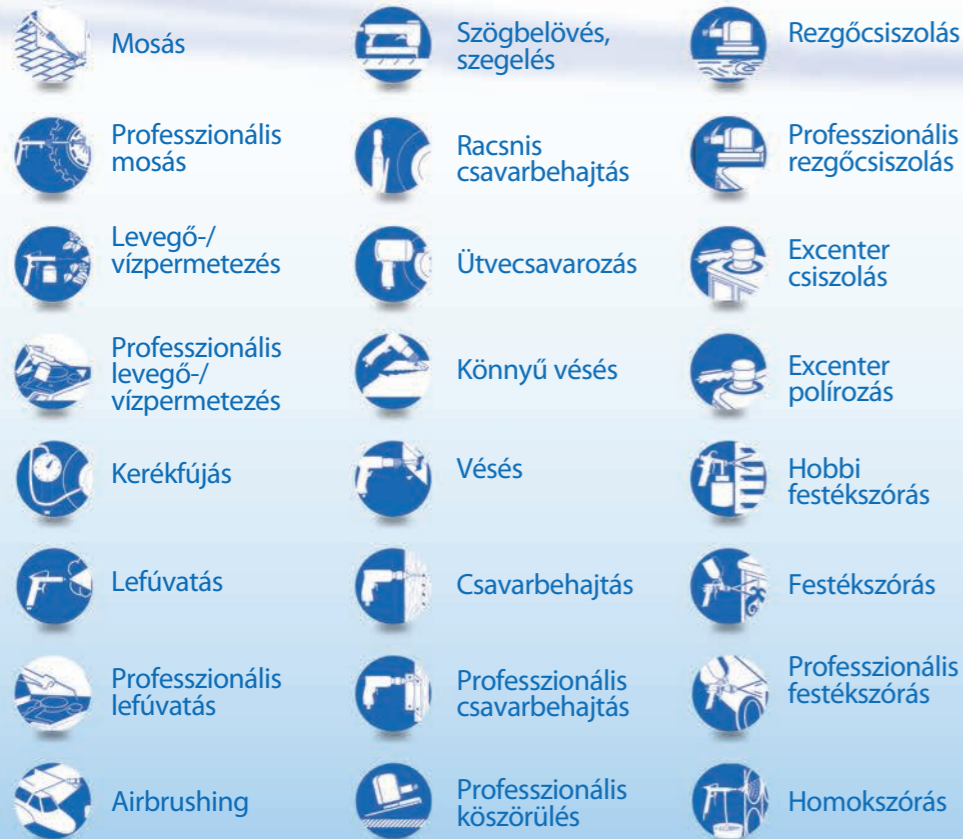 Mosás
Professzionális
mosás
Levegő-/
vízpermetezés
Professzionális
levegő-/
vízpermetezés
Kerékfújás
Lefúvatás
Professzionális
lefúvatás
Airbrushing
Szögbelövés,
szegelés
Racsnis
csavarbehajtás
Ütvecsavarozás
Könnyű vésés
Vésés
Csavarbehajtás
Professzionális
csavarbehajtás
Professzionális
köszörülés
Rezgőcsiszolás
Professzionális
rezgőcsiszolás
Excenter
csiszolás
Excenter
polírozás
Hobbi
festékszórás
Festékszórás
Professzionális
festékszórás
Homokszórás